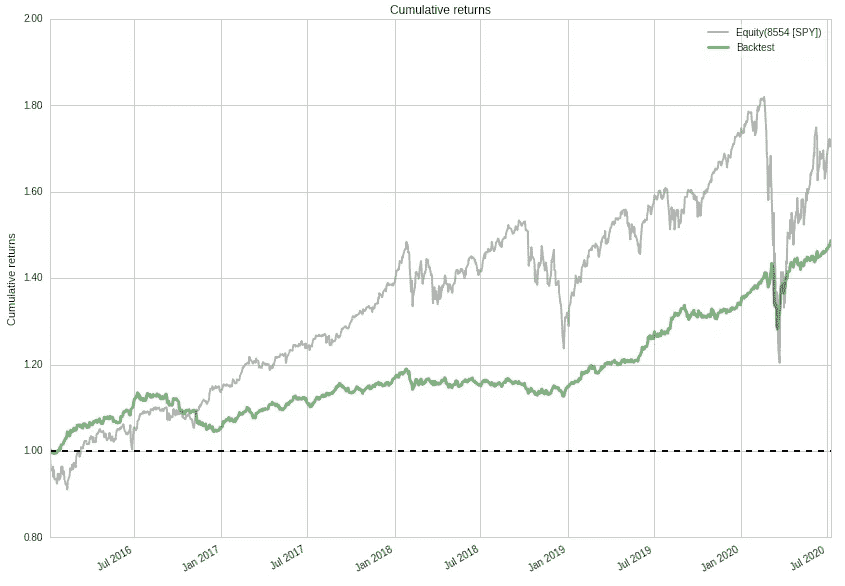 Cumulative returns
2.00
Equity(8554 [SPY])
Backtest
1.80
1.60
1.40
1.20
1.00
0.80
Cumulative returns
Jul 2016
Jan 2017
Jul 2017
Jan 2018
Jul 2018
Jan 2019
Jul 2019
Jan 2020
Jul 2020